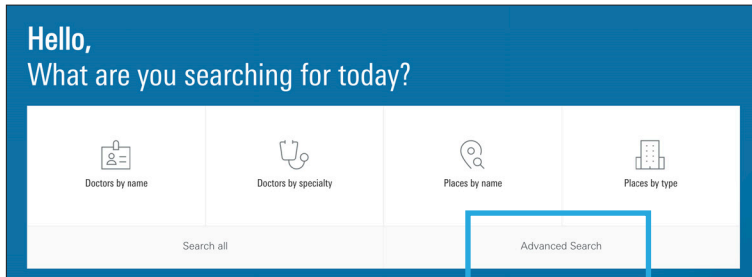 Hello,
What are you searching for today?
Doctors by name
Doctors by specialty
Places by name
Places by type
Search all
Advanced Search